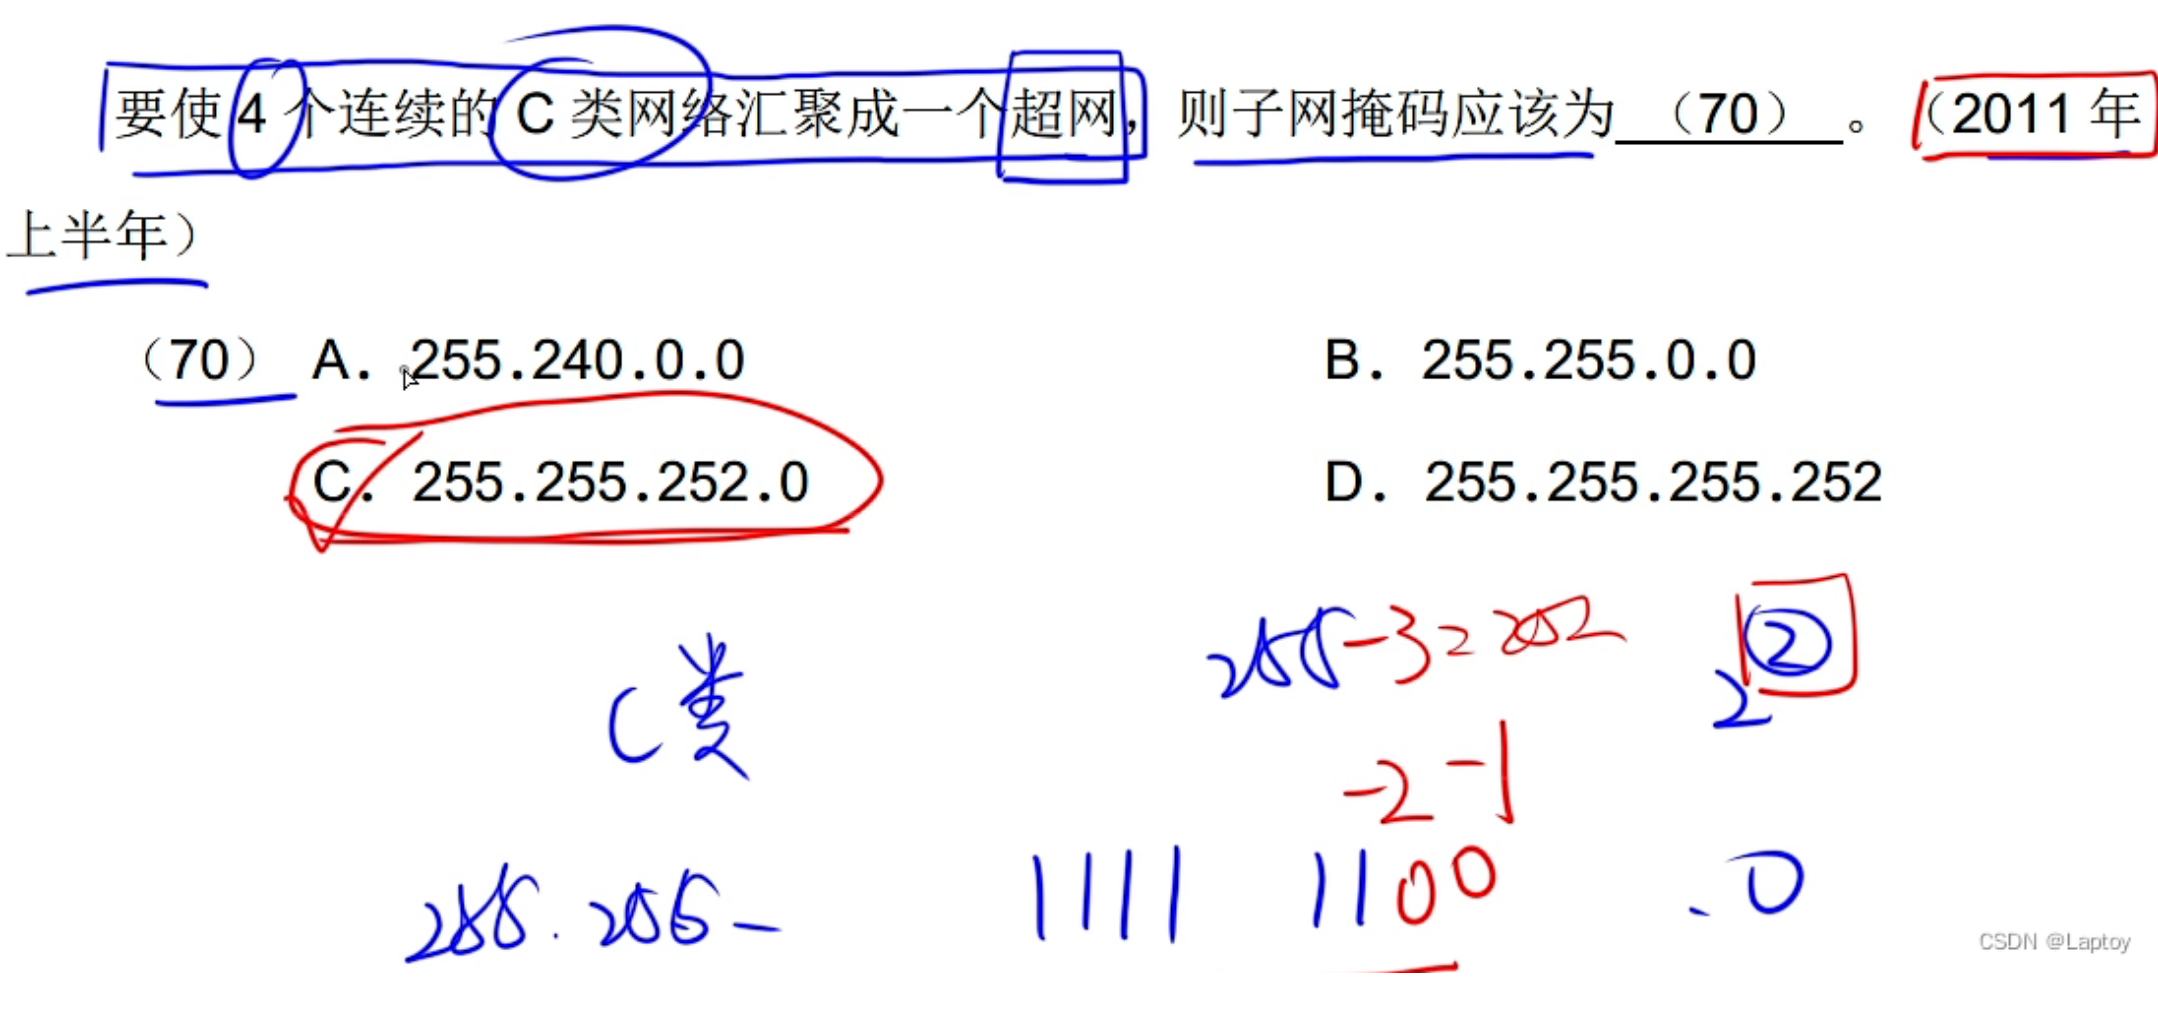 要使 4 个连续的 C 类网络汇聚成一个超网，则子网掩码应该为 （70） 。（2011 年
上半年）
（70） A. 255.240.0.0 B. 255.255.0.0
C. 255.255.252.0 D. 255.255.255.252
255-3=252 2②
C类
-2 -1
255.255- 1111 1100 .0
CSDN @Laptoy